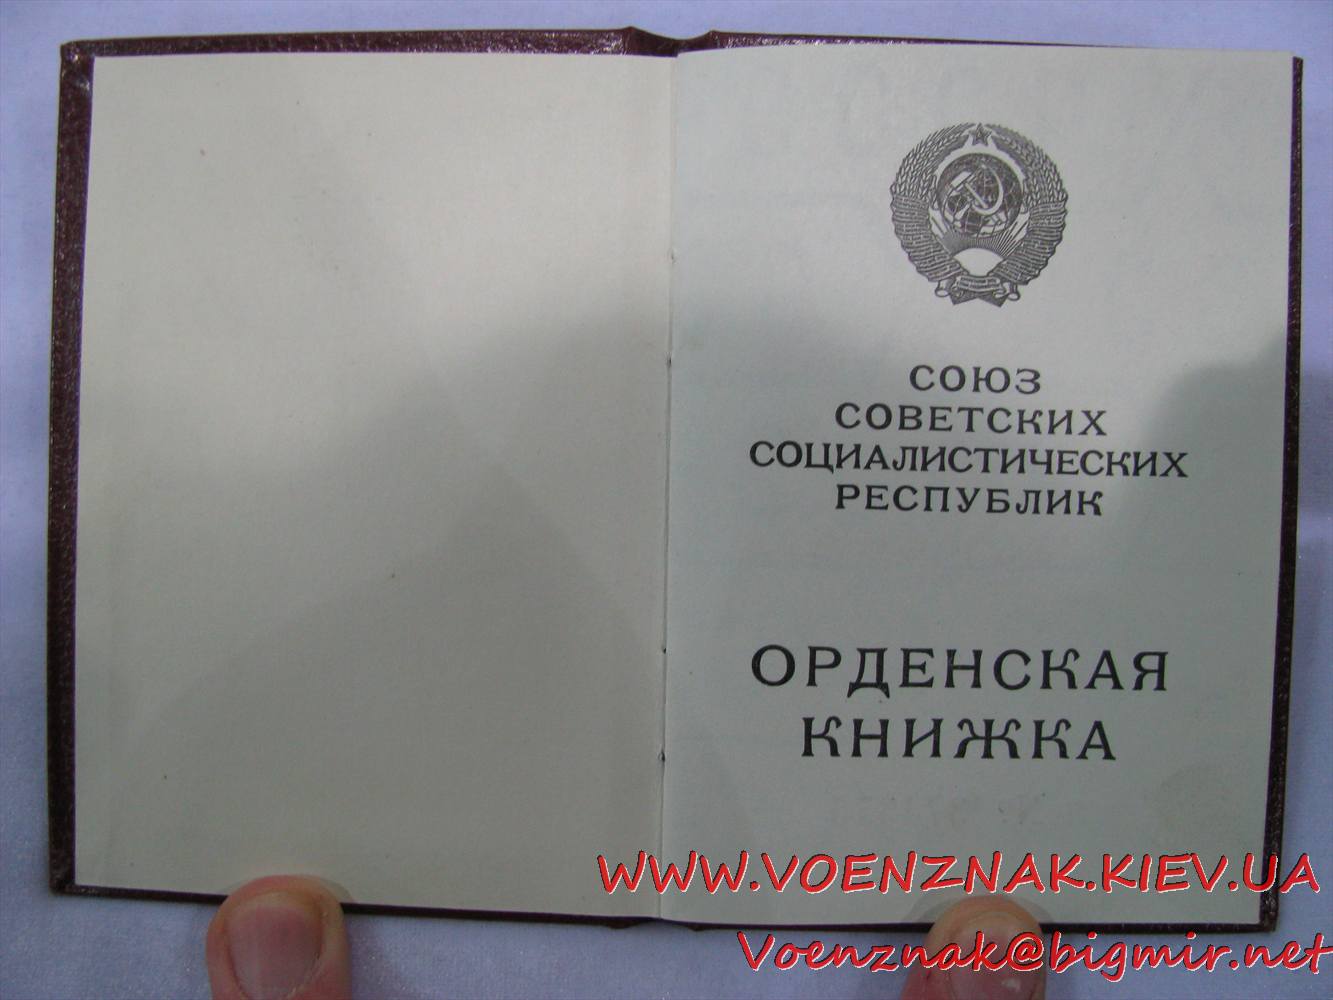 СОЮЗ
СОВЕТСКИХ
СОЦИАЛИСТИЧЕСКИХ
РЕСПУБЛИК
ОРДЕНСКАЯ
КНИЖКА
WWW.VOENZNAK.KIEV.UA
Voenznak@bigmir.net